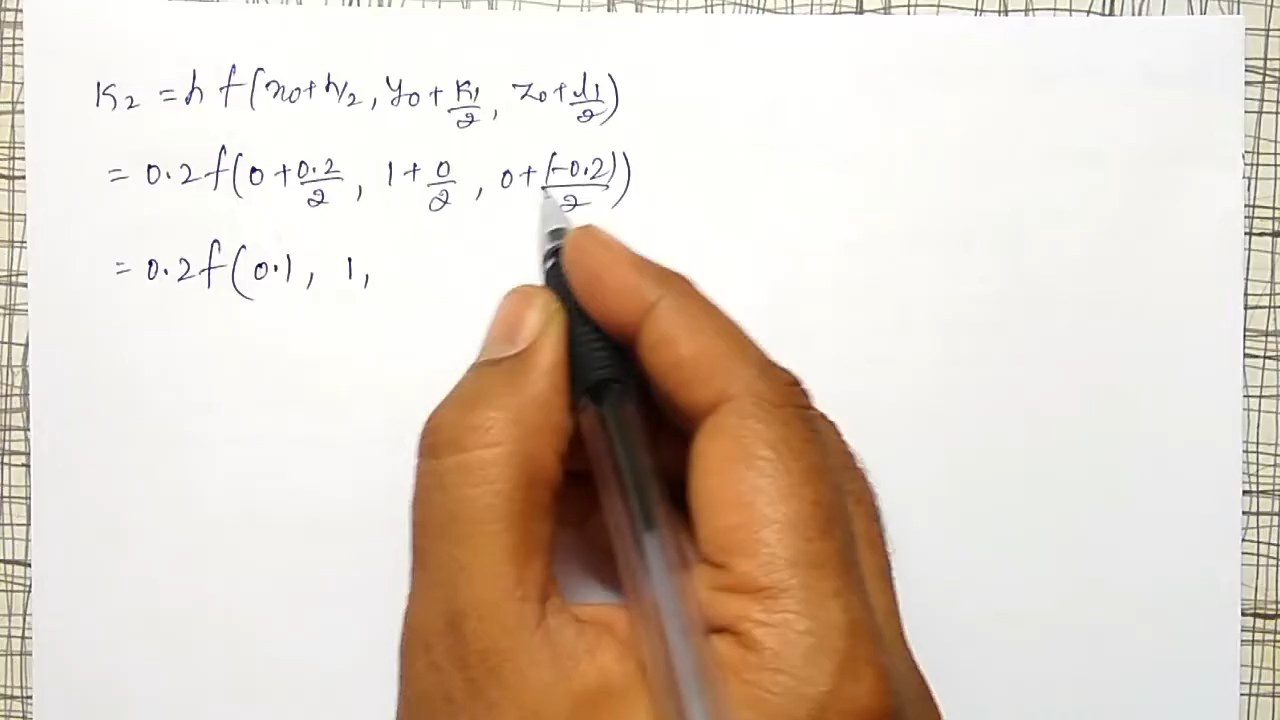 K₂ = h f(x₀+h/2, y₀+K₁/2, z₀+l₁/2)
= 0.2 f(0+0.2/2, 1+0/2, 0+(-0.2)/2)
= 0.2 f(0.1, 1,